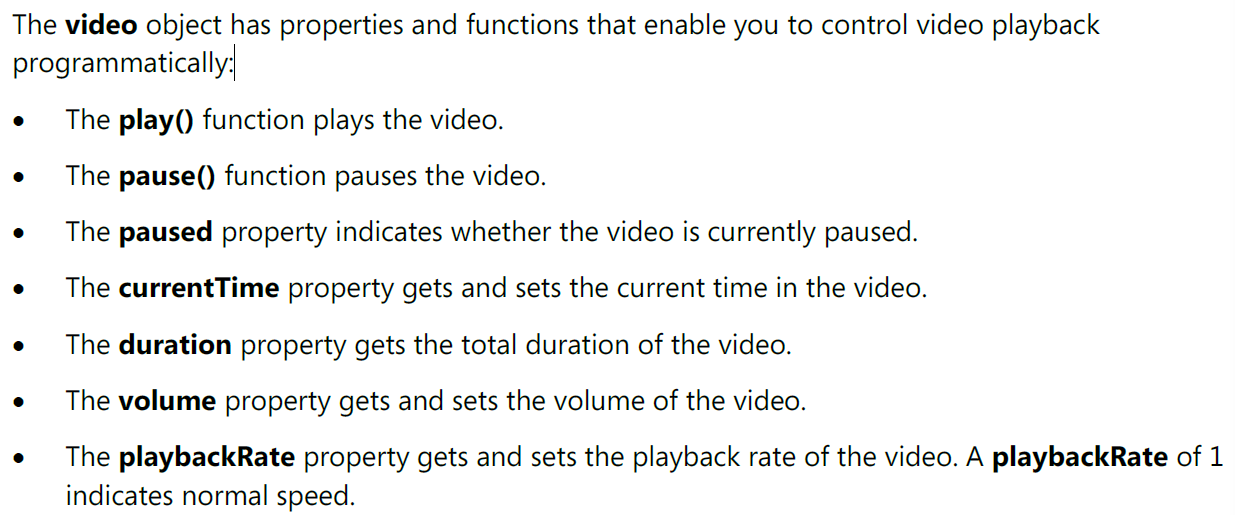 The video object has properties and functions that enable you to control video playback
programmatically:
• The play() function plays the video.
• The pause() function pauses the video.
• The paused property indicates whether the video is currently paused.
• The currentTime property gets and sets the current time in the video.
• The duration property gets the total duration of the video.
• The volume property gets and sets the volume of the video.
• The playbackRate property gets and sets the playback rate of the video. A playbackRate of 1
indicates normal speed.